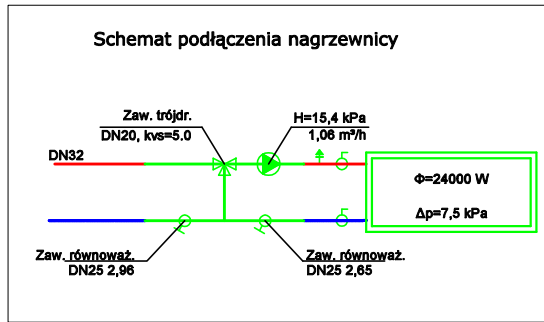 Schemat podłączenia nagrzewnicy
Zaw. trójdr.
DN20, kvs=5.0
H=15,4 kPa
1,06 m³/h
DN32
Φ=24000 W
Δp=7,5 kPa
Zaw. równoważ.
DN25 2,96
Zaw. równoważ.
DN25 2,65